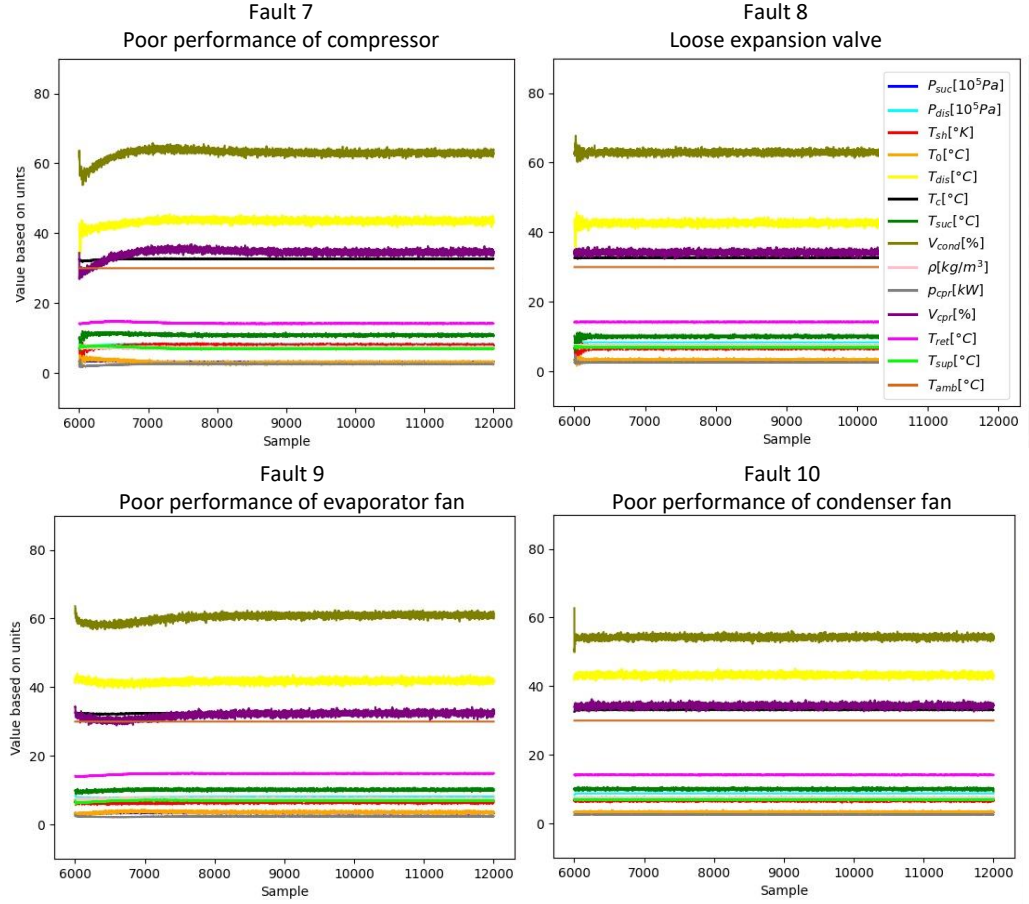 Fault 7
Poor performance of compressor
80
60
40
20
0
Value based on units
6000 7000 8000 9000 10000 11000 12000
Sample
Fault 8
Loose expansion valve
80
60
40
20
0
6000 7000 8000 9000 10000 11000 12000
Sample
P_suc[10^5Pa]
P_dis[10^5Pa]
T_sh[°K]
T_0[°C]
T_dis[°C]
T_c[°C]
T_suc[°C]
V_cond[%]
ρ[kg/m^3]
p_cpr[kW]
V_cpr[%]
T_ret[°C]
T_sup[°C]
T_amb[°C]
Fault 9
Poor performance of evaporator fan
80
60
40
20
0
Value based on units
6000 7000 8000 9000 10000 11000 12000
Sample
Fault 10
Poor performance of condenser fan
80
60
40
20
0
6000 7000 8000 9000 10000 11000 12000
Sample